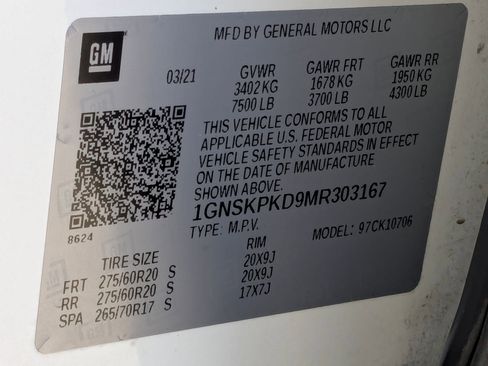 GM
MFD BY GENERAL MOTORS LLC
03/21 GVWR GAWR FRT GAWR RR
3402 KG 1678 KG 1950 KG
7500 LB 3700 LB 4300 LB
THIS VEHICLE CONFORMS TO ALL
APPLICABLE U.S. FEDERAL MOTOR
VEHICLE SAFETY STANDARDS IN EFFECT
ON THE DATE OF MANUFACTURE
SHOWN ABOVE.
1GNSKPKD9MR303167
8624
TYPE: M.P.V. MODEL: 97CK10706
TIRE SIZE RIM
FRT 275/60R20 S 20X9J
RR 275/60R20 S 20X9J
SPA 265/70R17 S 17X7J